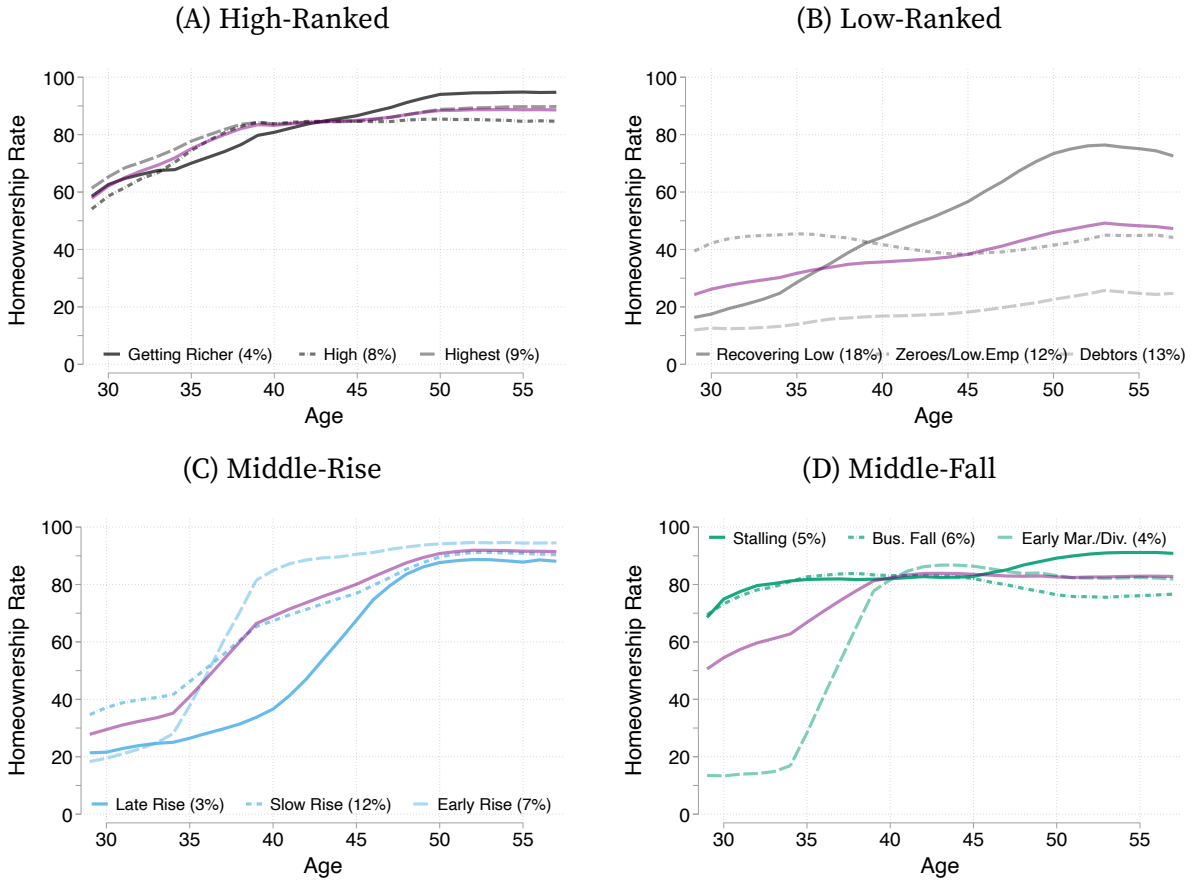 (A) High-Ranked
Homeownership Rate
100
80
60
40
20
0
Getting Richer (4%) High (8%) Highest (9%)
30 35 40 45 50 55
Age
(B) Low-Ranked
Homeownership Rate
100
80
60
40
20
0
Recovering Low (18%) Zeroes/Low.Emp (12%) Debtors (13%)
30 35 40 45 50 55
Age
(C) Middle-Rise
Homeownership Rate
100
80
60
40
20
0
Late Rise (3%) Slow Rise (12%) Early Rise (7%)
30 35 40 45 50 55
Age
(D) Middle-Fall
Homeownership Rate
100
Stalling (5%) Bus. Fall (6%) Early Mar./Div. (4%)
80
60
40
20
0
30 35 40 45 50 55
Age